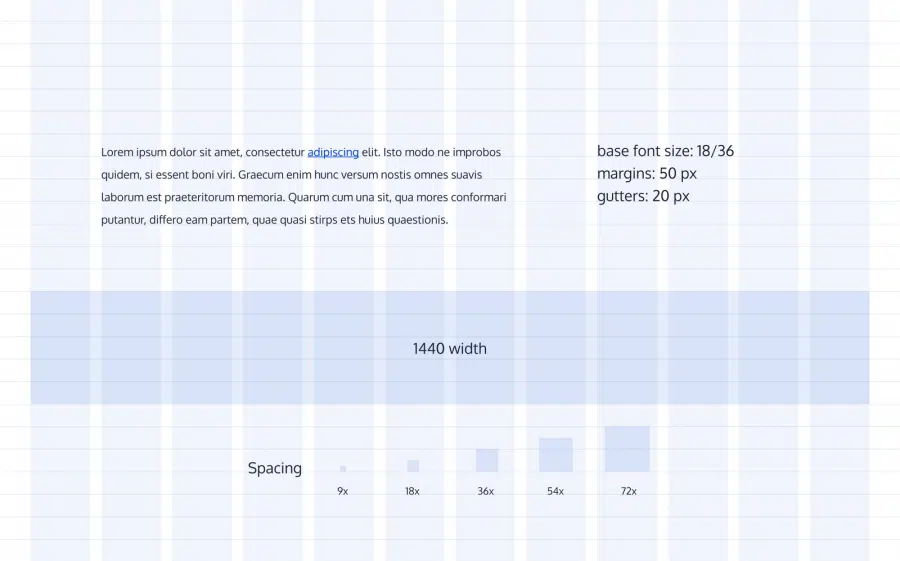 Lorem ipsum dolor sit amet, consectetur adipiscing elit. Isto modo ne improbos
quidem, si essent boni viri. Graecum enim hunc versum nostis omnes suavis
laborum est praeteritorum memoria. Quarum cum una sit, qua mores conformari
putantur, differo eam partem, quae quasi stirps ets huius quaestionis.
base font size: 18/36
margins: 50 px
gutters: 20 px
1440 width
Spacing
9x 18x 36x 54x 72x